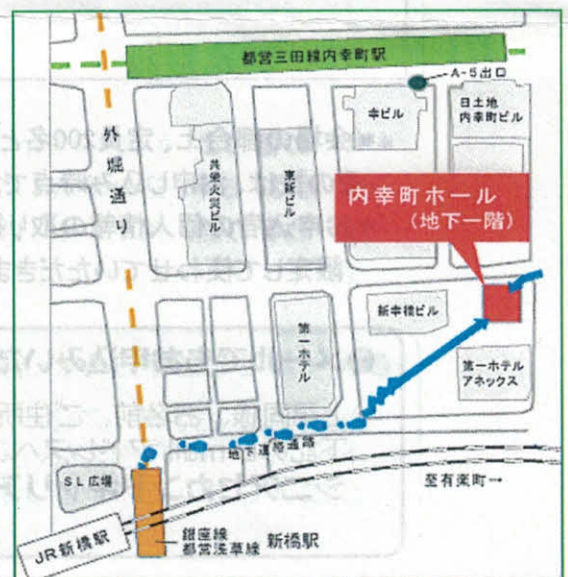 都営三田線内幸町駅
A-5出口
外堀通り
共栄火災ビル
東新ビル
幸ビル
日土地
内幸町ビル
内幸町ホール
(地下一階)
新幸橋ビル
第一ホテル
第一ホテル
アネックス
地下連絡通路
SL広場
至有楽町→
JR新橋駅
銀座線
都営浅草線
新橋駅